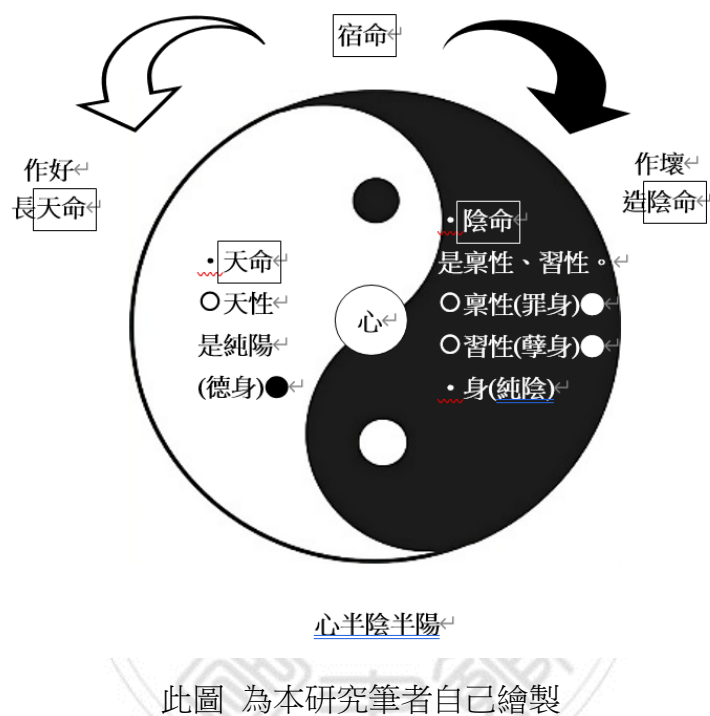 宿命
作好
長天命
作壞
造陰命
・天命
○天性
是純陽
(德身)●
心
・陰命
是稟性、習性。
○稟性(罪身)●
○習性(孽身)●
・身(純陰)
心半陰半陽
此圖 為本研究筆者自己繪製